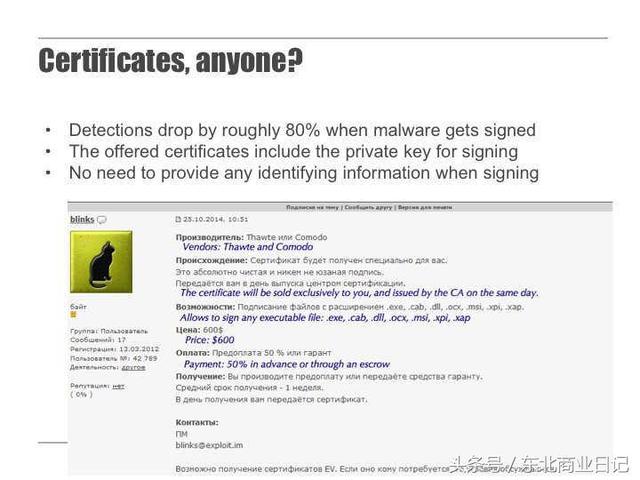 Certificates, anyone?
• Detections drop by roughly 80% when malware gets signed
• The offered certificates include the private key for signing
• No need to provide any identifying information when signing
Подписка на тему | Сообщить другу | Версия для печати
blinks
25.10.2014, 10:51
Производитель: Thawte или Comodo
Vendors: Thawte and Comodo
Происхождение: Сертификат будет получен специально для вас.
Это абсолютно чистая и никем не юзаная подпись.
Передаётся вам в день выпуска центром сертификации.
The certificate will be sold exclusively to you, and issued by the CA on the same day.
Возможности: Подписание файлов с расширением .exe, .cab, .dll, .ocx, .msi, .xpi, .xap.
Allows to sign any executable file: .exe, .cab, .dll, .ocx, .msi, .xpi, .xap
Цена: 600$
Price: $600
Оплата: Предоплата 50 % или гарант
Payment: 50% in advance or through an escrow
Получение: Вы производите предоплату или передаёте средства гаранту.
Средний срок получения - 1 неделя.
В день получения вам передаётся сертификат.
Контакты:
ПМ
blinks@exploit.im
Возможно получение сертификатов EV. Если оно кому потребуется,
байт
Группа: Пользователь
Сообщений: 17
Регистрация: 13.03.2012
Пользователь №: 42 789
Деятельность: другое
Репутация: нет
( 0% )
头条号 / 东北商业日记